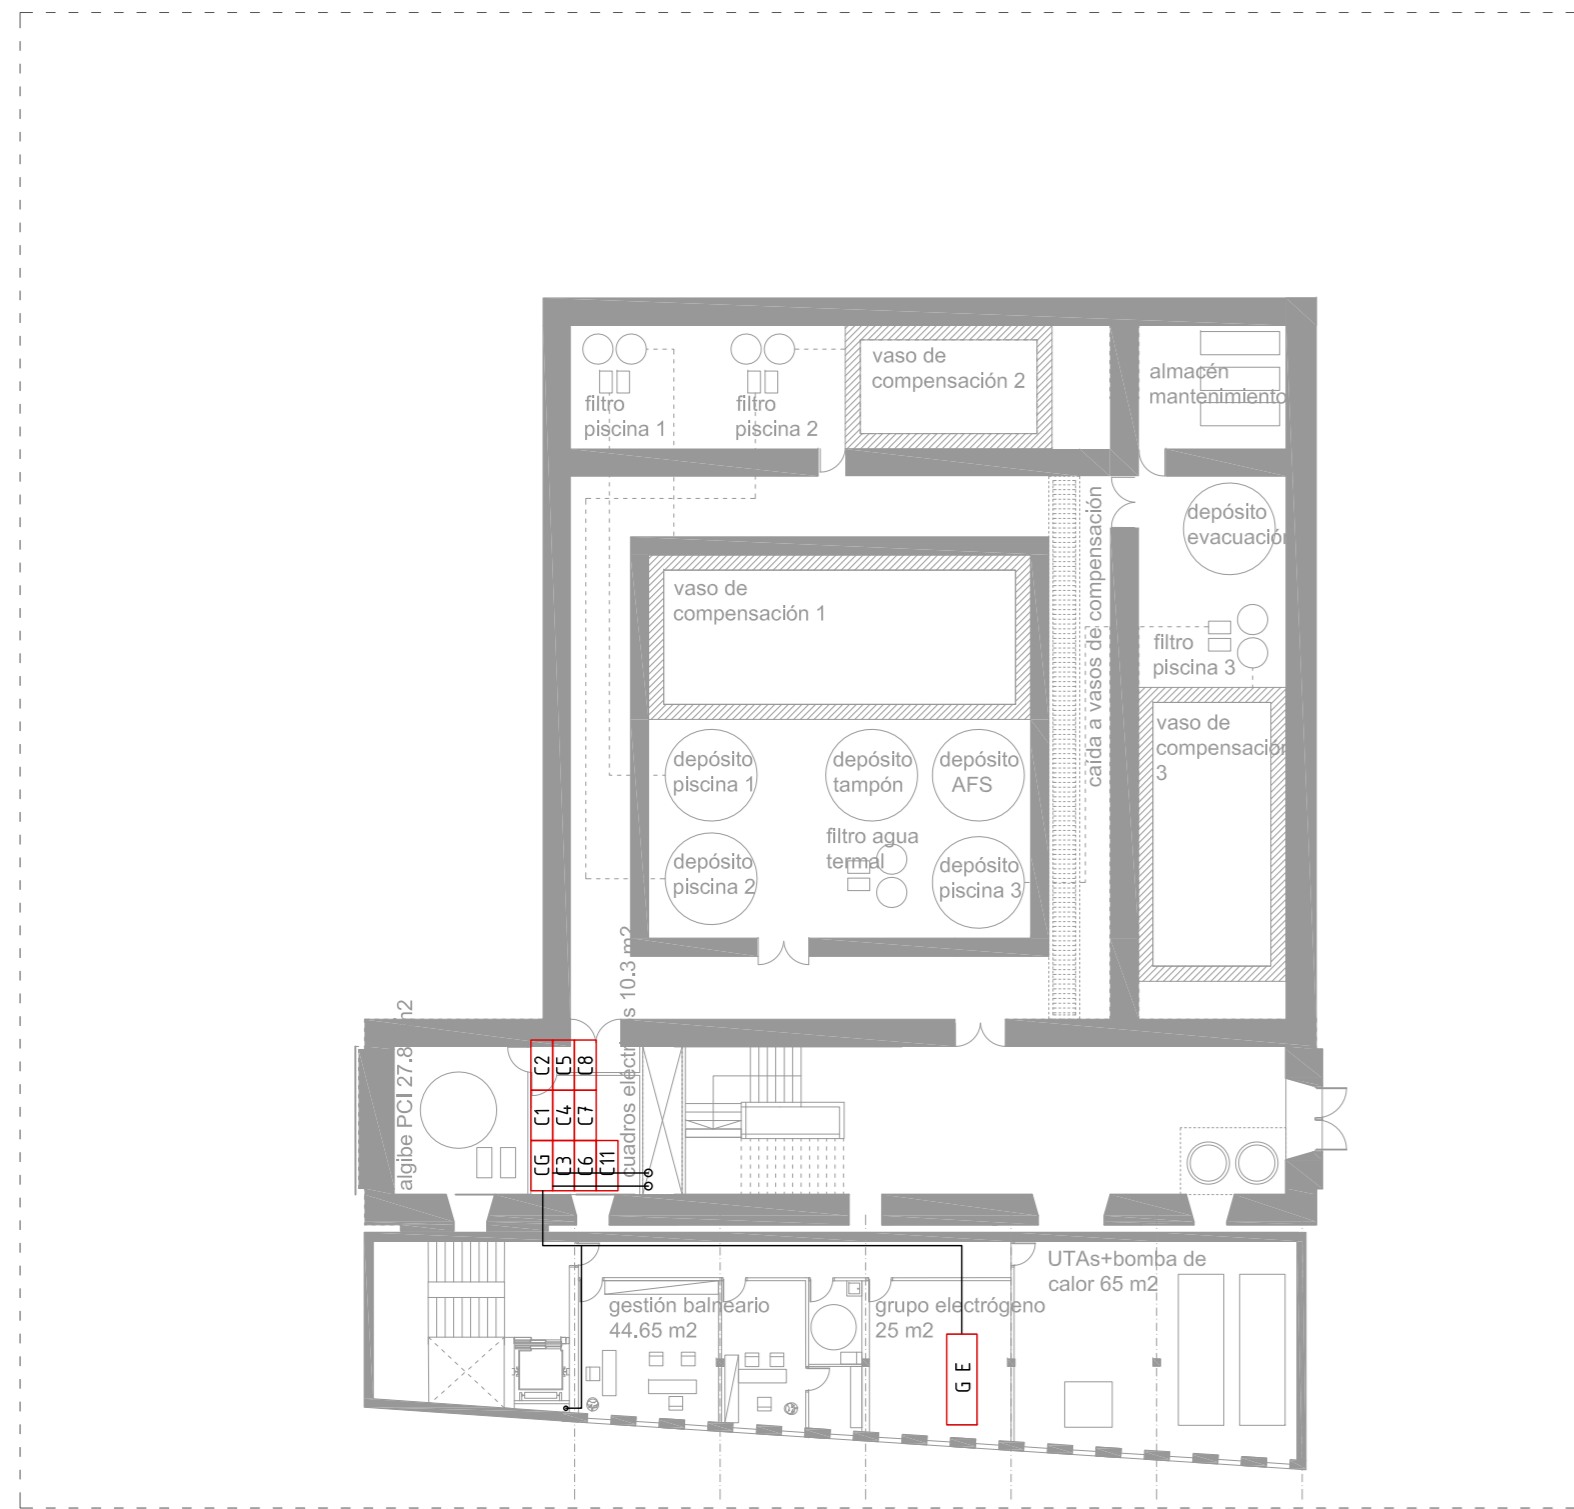 vaso de
compensación 2
almacén
mantenimiento
filtro
piscina 1
filtro
piscina 2
depósito
evacuación
caída a vasos de compensación
vaso de
compensación 1
filtro
piscina 3
vaso de
compensación
3
depósito
piscina 1
depósito
tampón
depósito
AFS
filtro agua
termal
depósito
piscina 2
depósito
piscina 3
algibe PCI 27.8 m2
cuadros electricos 10.3 m2
C2 C5 C8
C1 C4 C7
CG C3 C6 C11
UTAs+bomba de
calor 65 m2
gestión balneario
44.65 m2
grupo electrógeno
25 m2
G E